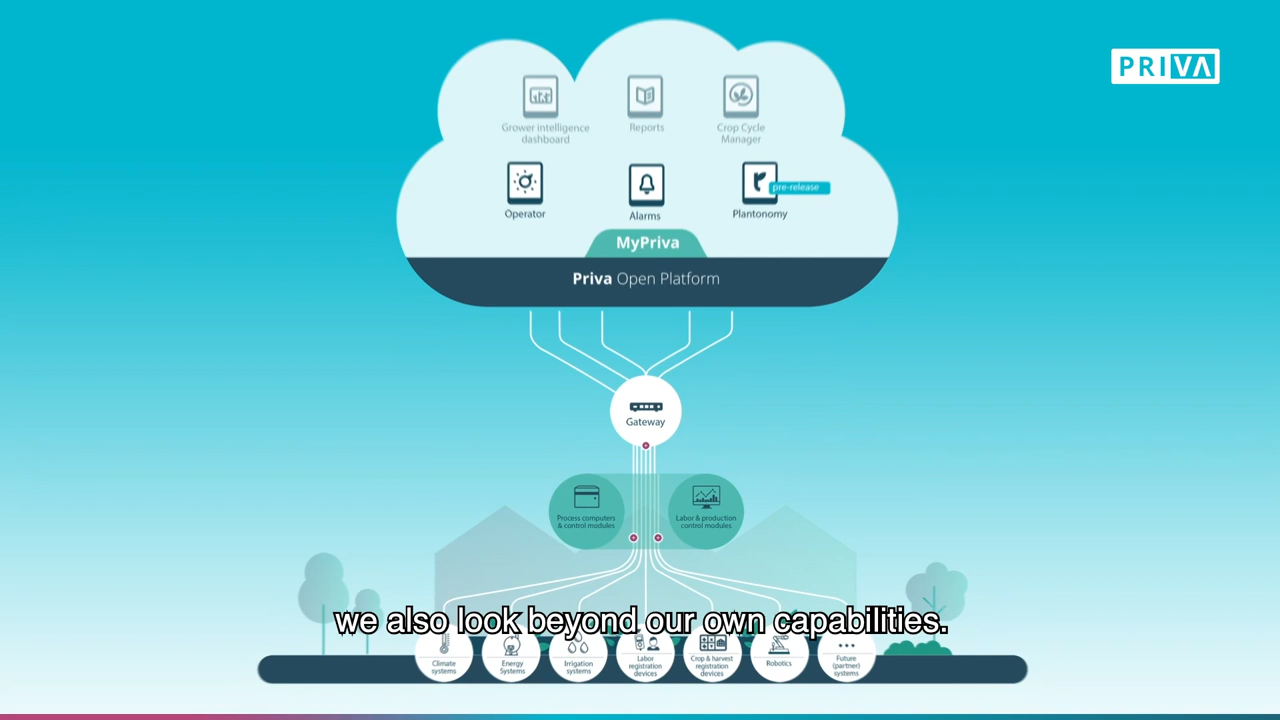 PRIVA
Grower intelligence
dashboard
Reports
Crop Cycle
Manager
Operator
Alarms
Plantonomy
pre-release
MyPriva
Priva Open Platform
Gateway
Process computers
& control modules
Labor & production
control modules
we also look beyond our own capabilities.
Climate
systems
Energy
Systems
Irrigation
systems
Labor
registration
devices
Crop & harvest
registration
devices
Robotics
Future
(partner)
systems